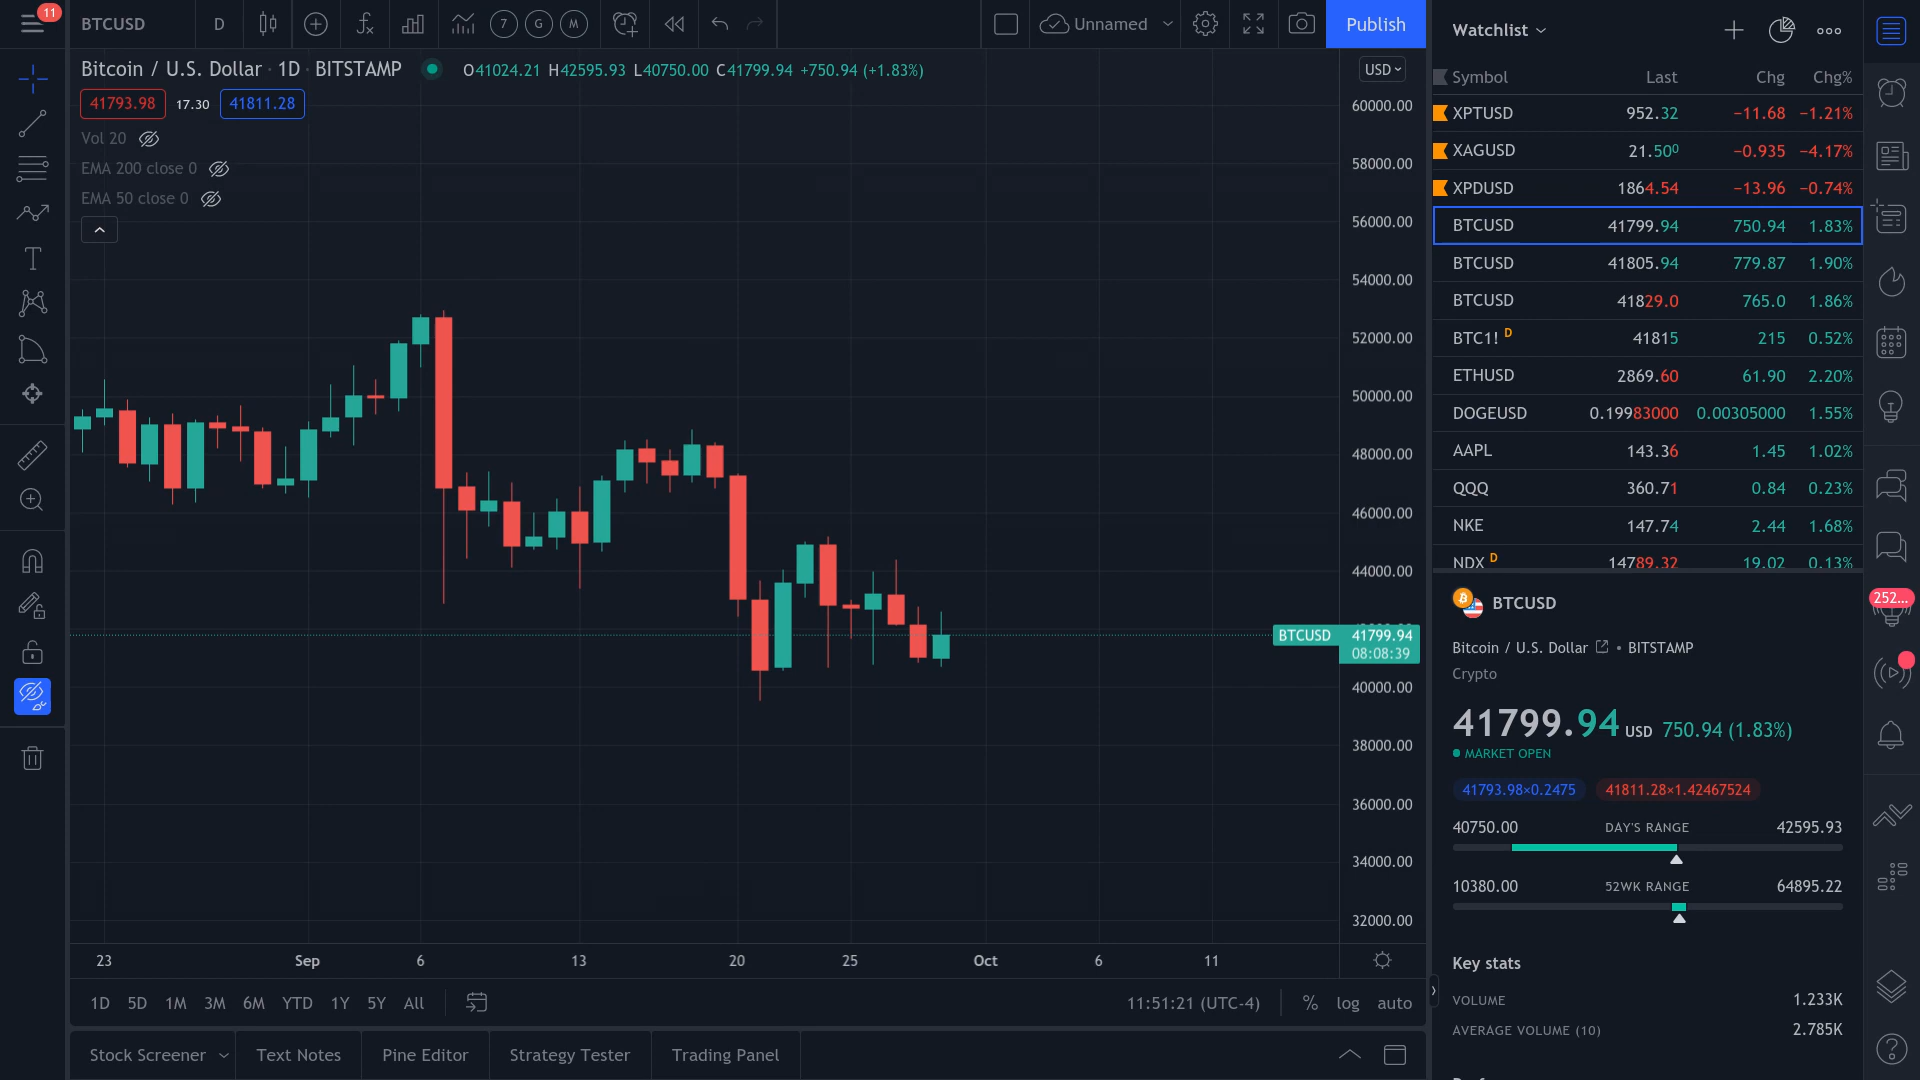 11
BTCUSD D 7 G M Unnamed Publish
Bitcoin / U.S. Dollar · 1D · BITSTAMP O41024.21 H42595.93 L40750.00 C41799.94 +750.94 (+1.83%) USD
41793.98 17.30 41811.28
Vol 20
EMA 200 close 0
EMA 50 close 0
60000.00
58000.00
56000.00
54000.00
52000.00
50000.00
48000.00
46000.00
44000.00
BTCUSD 41799.94
08:08:39
40000.00
38000.00
36000.00
34000.00
32000.00
23 Sep 6 13 20 25 Oct 6 11
1D 5D 1M 3M 6M YTD 1Y 5Y All 11:51:21 (UTC-4) % log auto
Stock Screener Text Notes Pine Editor Strategy Tester Trading Panel
Watchlist
Symbol Last Chg Chg%
XPTUSD 952.32 −11.68 −1.21%
XAGUSD 21.50⁰ −0.935 −4.17%
XPDUSD 1864.54 −13.96 −0.74%
BTCUSD 41799.94 750.94 1.83%
BTCUSD 41805.94 779.87 1.90%
BTCUSD 41829.0 765.0 1.86%
BTC1! D 41815 215 0.52%
ETHUSD 2869.60 61.90 2.20%
DOGEUSD 0.19983000 0.00305000 1.55%
AAPL 143.36 1.45 1.02%
QQQ 360.71 0.84 0.23%
NKE 147.74 2.44 1.68%
NDX D 14789.32 19.02 0.13%
BTCUSD
Bitcoin / U.S. Dollar • BITSTAMP
Crypto
41799.94 USD 750.94 (1.83%)
MARKET OPEN
41793.98×0.2475 41811.28×1.42467524
40750.00 DAY'S RANGE 42595.93
10380.00 52WK RANGE 64895.22
Key stats
VOLUME 1.233K
AVERAGE VOLUME (10) 2.785K
252...